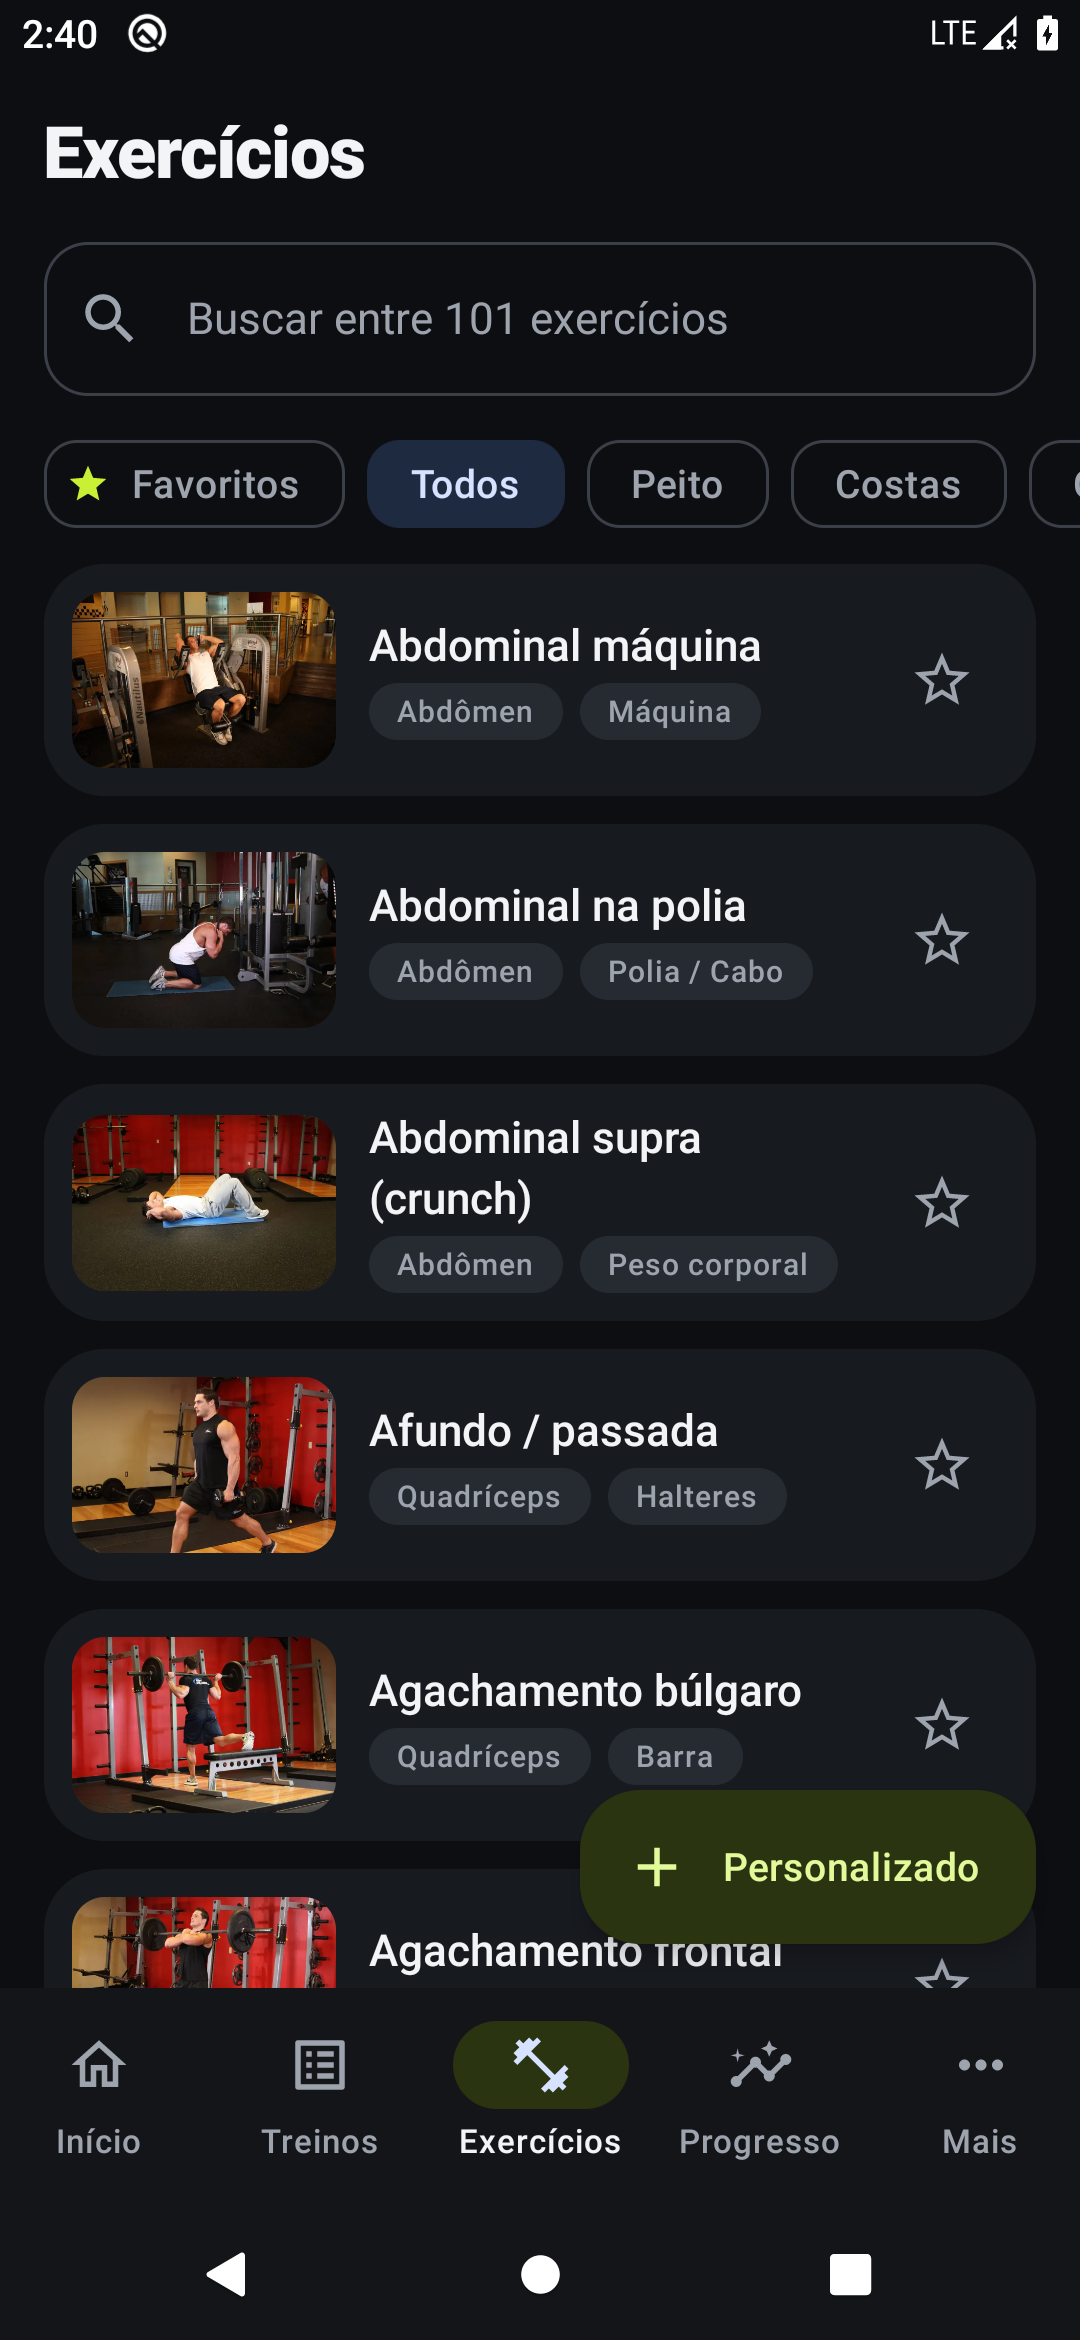 2:40
LTE
Exercícios
Buscar entre 101 exercícios
Favoritos
Todos
Peito
Costas
Abdominal máquina
Abdômen
Máquina
Abdominal na polia
Abdômen
Polia / Cabo
Abdominal supra
(crunch)
Abdômen
Peso corporal
Afundo / passada
Quadríceps
Halteres
Agachamento búlgaro
Quadríceps
Barra
Personalizado
Agachamento frontal
Início
Treinos
Exercícios
Progresso
Mais